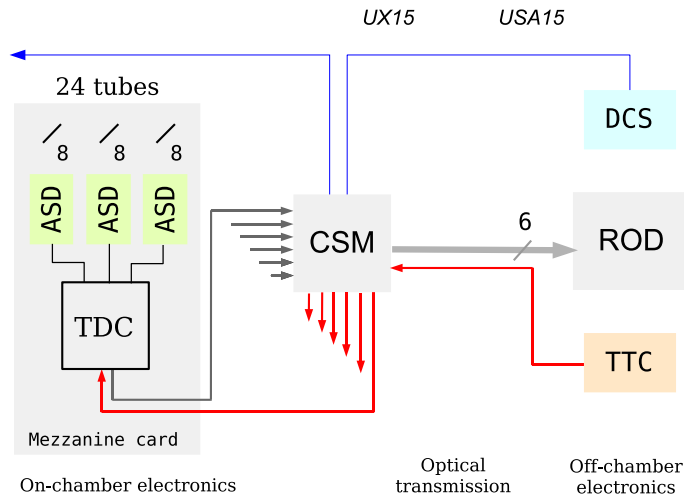 UX15 USA15
24 tubes
8 8 8
ASD ASD ASD
DCS
CSM
6
ROD
TDC
TTC
Mezzanine card
On-chamber electronics
Optical
transmission
Off-chamber
electronics